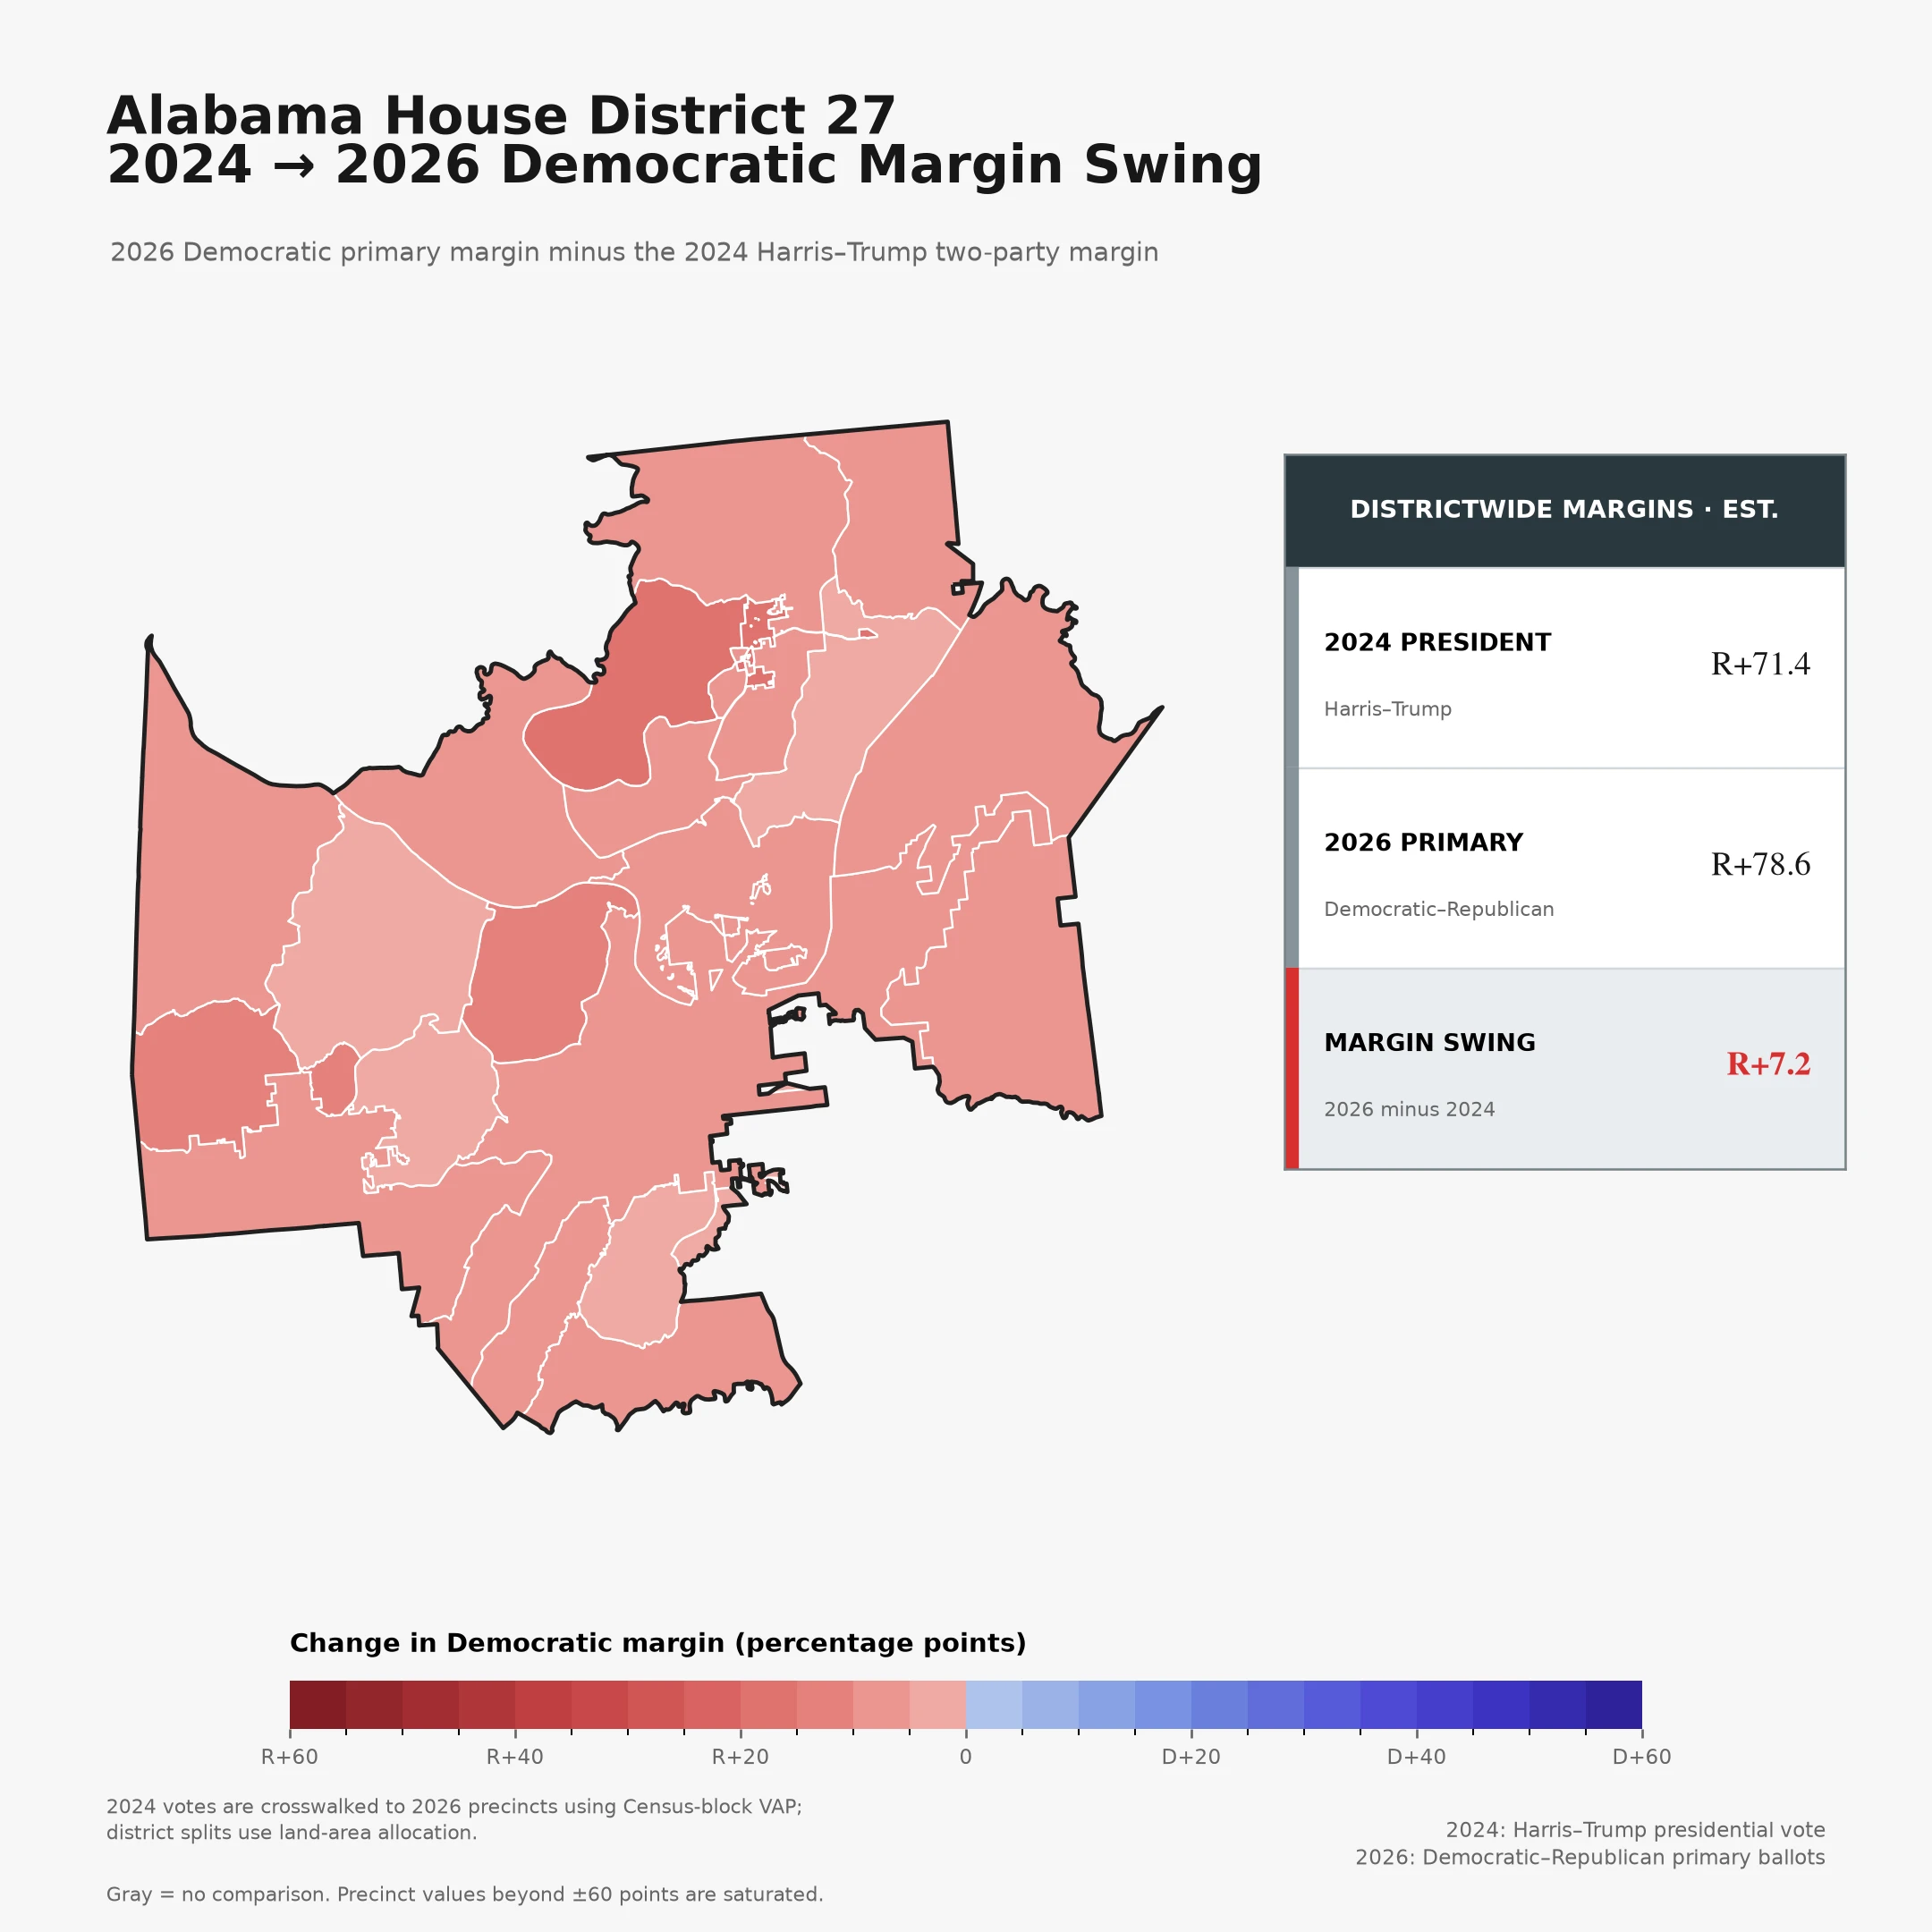 Alabama House District 27
2024 → 2026 Democratic Margin Swing
2026 Democratic primary margin minus the 2024 Harris–Trump two-party margin
DISTRICTWIDE MARGINS · EST.
2024 PRESIDENT
R+71.4
Harris–Trump
2026 PRIMARY
R+78.6
Democratic–Republican
MARGIN SWING
R+7.2
2026 minus 2024
Change in Democratic margin (percentage points)
R+60 R+40 R+20 0 D+20 D+40 D+60
2024 votes are crosswalked to 2026 precincts using Census-block VAP;
district splits use land-area allocation.
2024: Harris–Trump presidential vote
2026: Democratic–Republican primary ballots
Gray = no comparison. Precinct values beyond ±60 points are saturated.